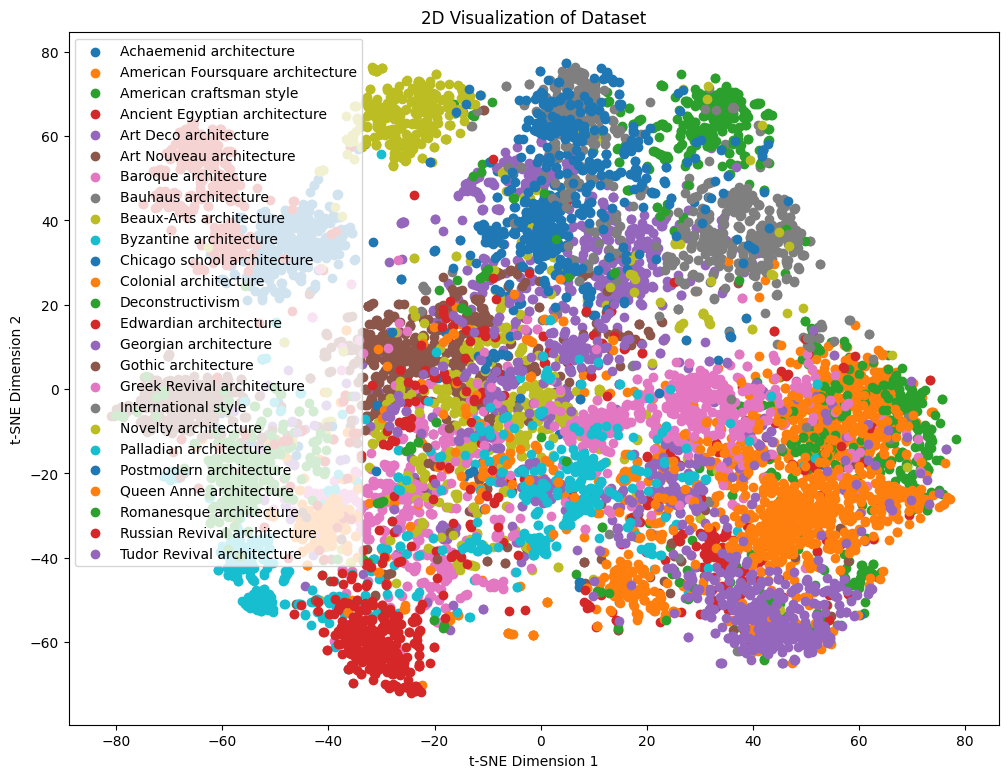 2D Visualization of Dataset
80
60
40
20
0
−20
−40
−60
t-SNE Dimension 2
Achaemenid architecture
American Foursquare architecture
American craftsman style
Ancient Egyptian architecture
Art Deco architecture
Art Nouveau architecture
Baroque architecture
Bauhaus architecture
Beaux-Arts architecture
Byzantine architecture
Chicago school architecture
Colonial architecture
Deconstructivism
Edwardian architecture
Georgian architecture
Gothic architecture
Greek Revival architecture
International style
Novelty architecture
Palladian architecture
Postmodern architecture
Queen Anne architecture
Romanesque architecture
Russian Revival architecture
Tudor Revival architecture
−80 −60 −40 −20 0 20 40 60 80
t-SNE Dimension 1